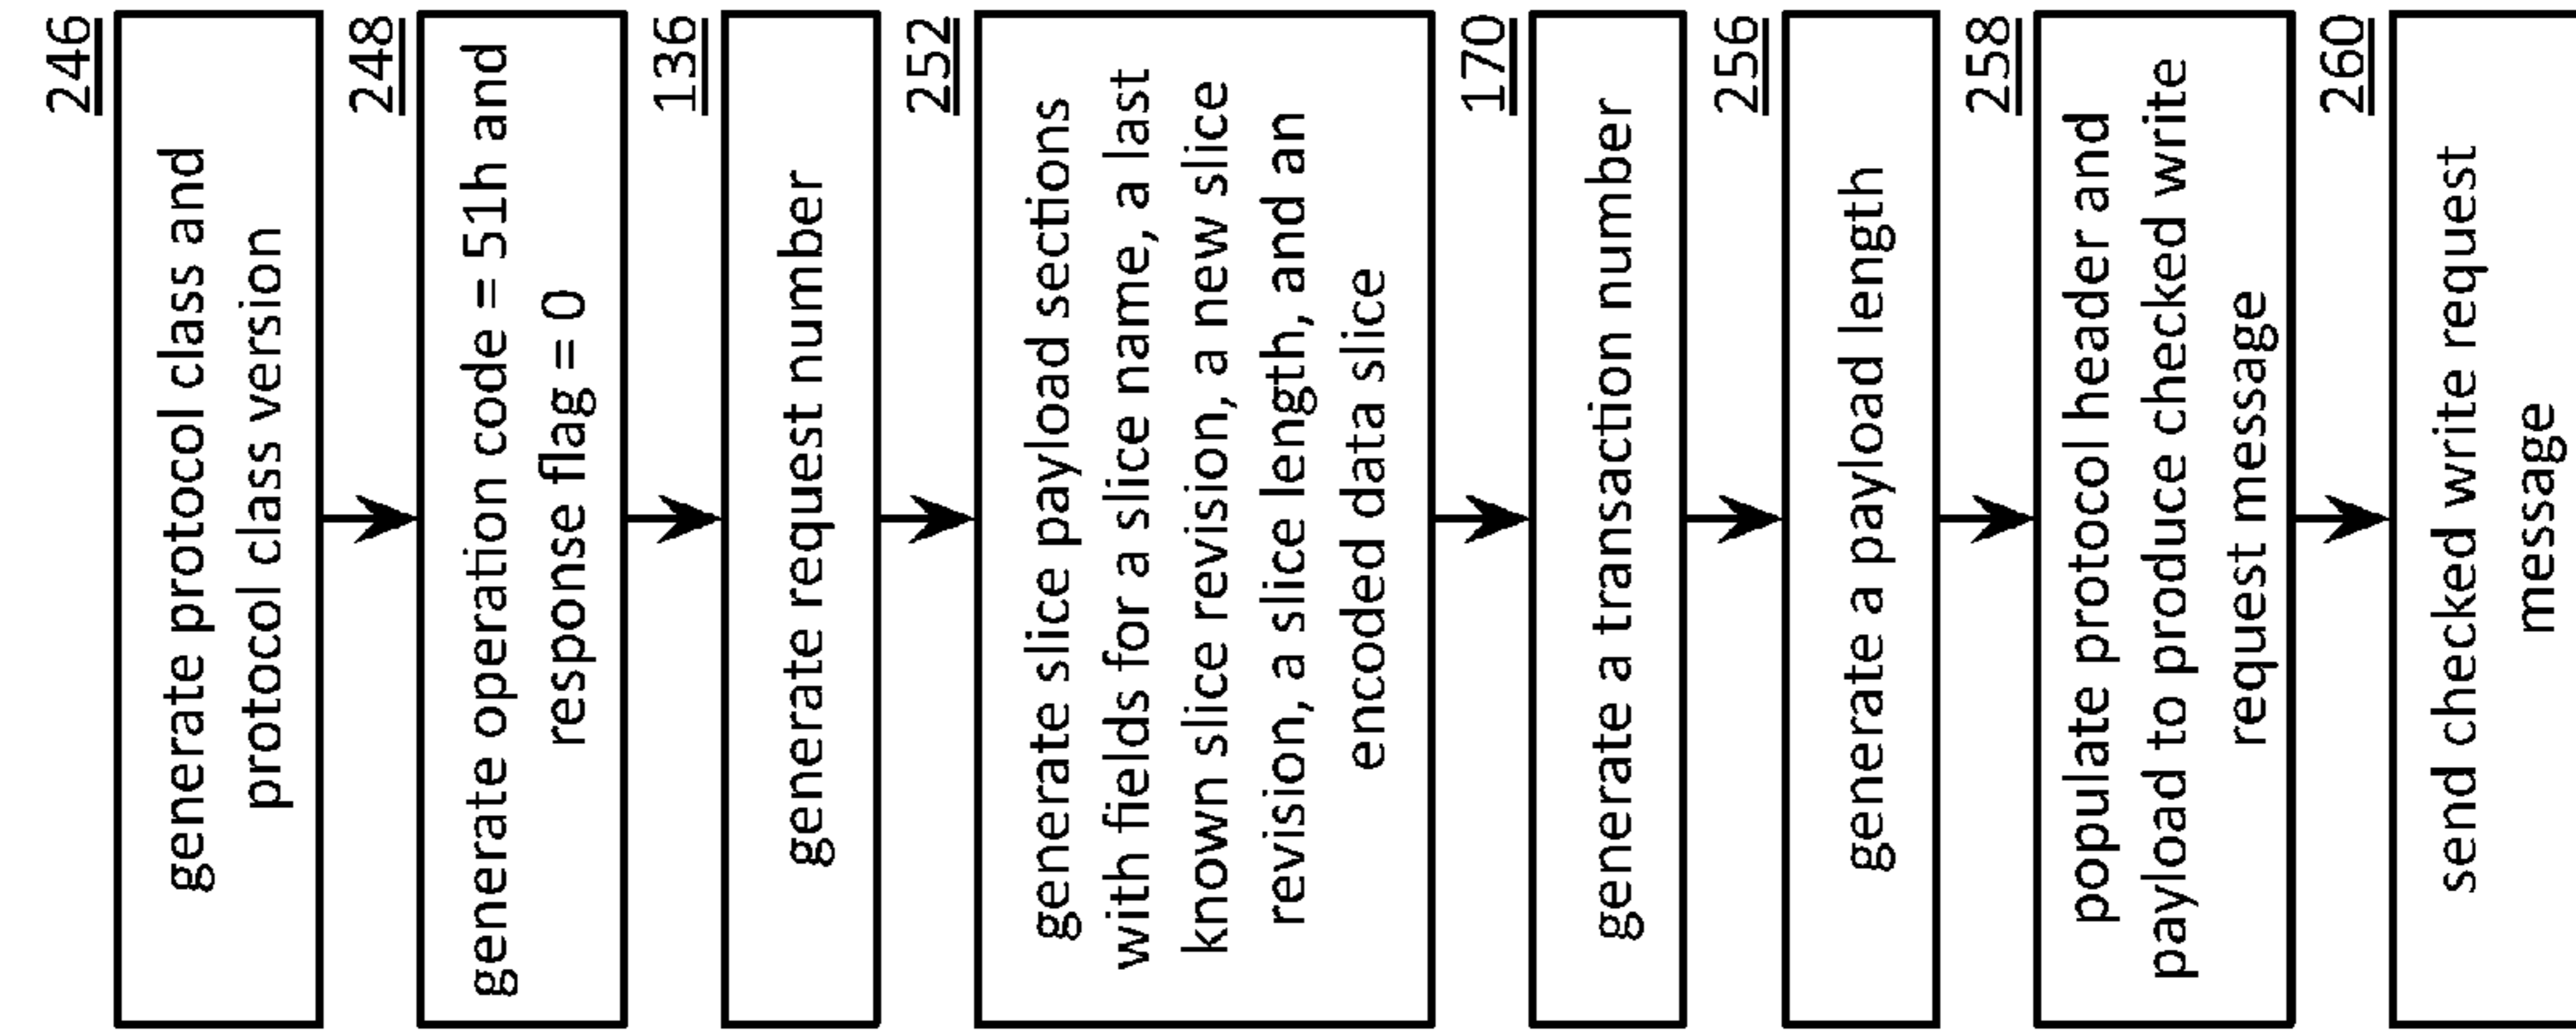 246
generate protocol class and
protocol class version
248
generate operation code = 51h and
response flag = 0
136
generate request number
252
generate slice payload sections
with fields for a slice name, a last
known slice revision, a new slice
revision, a slice length, and an
encoded data slice
170
generate a transaction number
256
generate a payload length
258
populate protocol header and
payload to produce checked write
request message
260
send checked write request
message